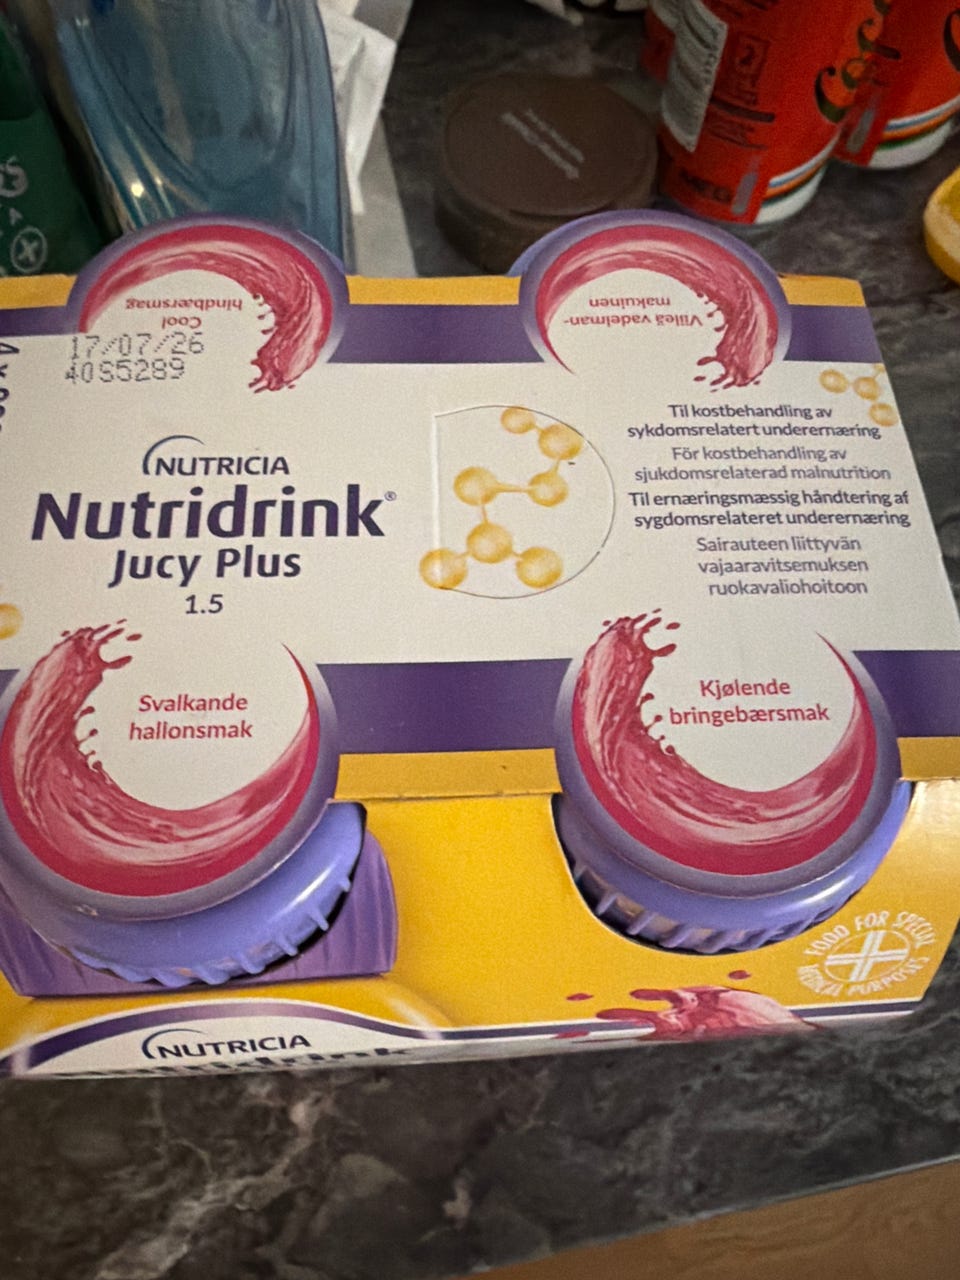 Cool
hindbærsmag
Viileä vadelman-
makuinen
17/07/26
40S5289
NUTRICIA
Nutridrink®
Jucy Plus
1.5
Til kostbehandling av
sykdomsrelatert underernæring
För kostbehandling av
sjukdomsrelaterad malnutrition
Til ernæringsmæssig håndtering af
sygdomsrelateret underernæring
Sairauteen liittyvän
vajaaravitsemuksen
ruokavaliohoitoon
Svalkande
hallonsmak
Kjølende
bringebærsmak
FOOD FOR SPECIAL
MEDICAL PURPOSES
NUTRICIA
Nutridrink